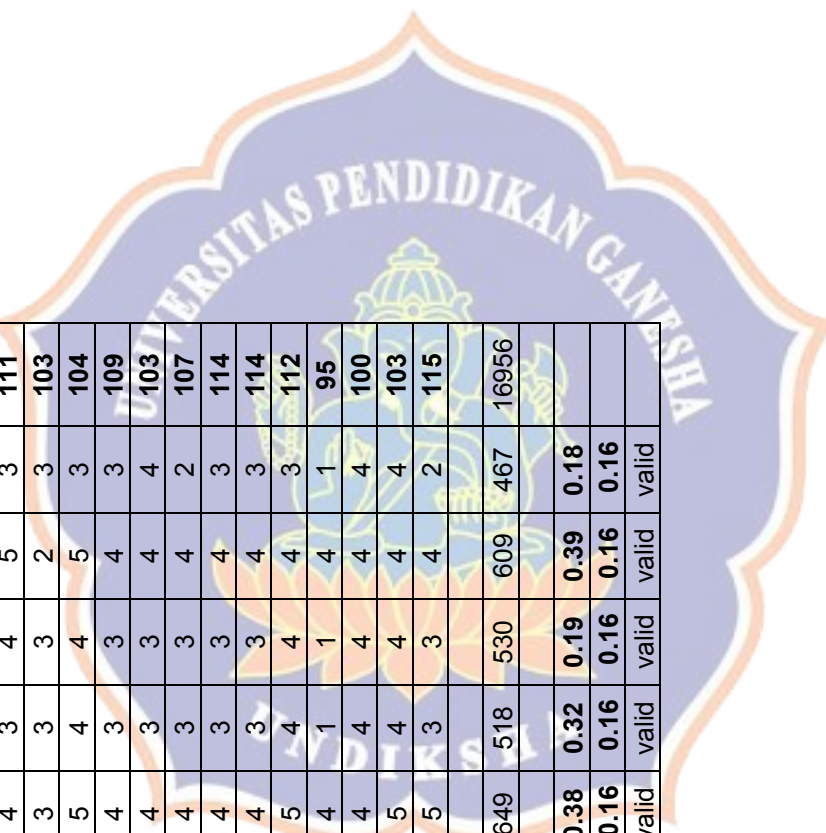 UNIVERSITAS PENDIDIKAN GANESHA
UNDIKSHA
4 3 4 5 3 111
3 3 3 2 3 103
5 4 4 5 3 104
4 3 3 4 3 109
4 3 3 4 4 103
4 3 3 4 2 107
4 3 3 4 3 114
4 3 3 4 3 114
5 4 4 4 3 112
4 1 1 4 1 95
4 4 4 4 4 100
5 4 4 4 4 103
5 3 3 4 2 115
649 518 530 609 467 16956
0.38 0.32 0.19 0.39 0.18
0.16 0.16 0.16 0.16 0.16
valid valid valid valid valid